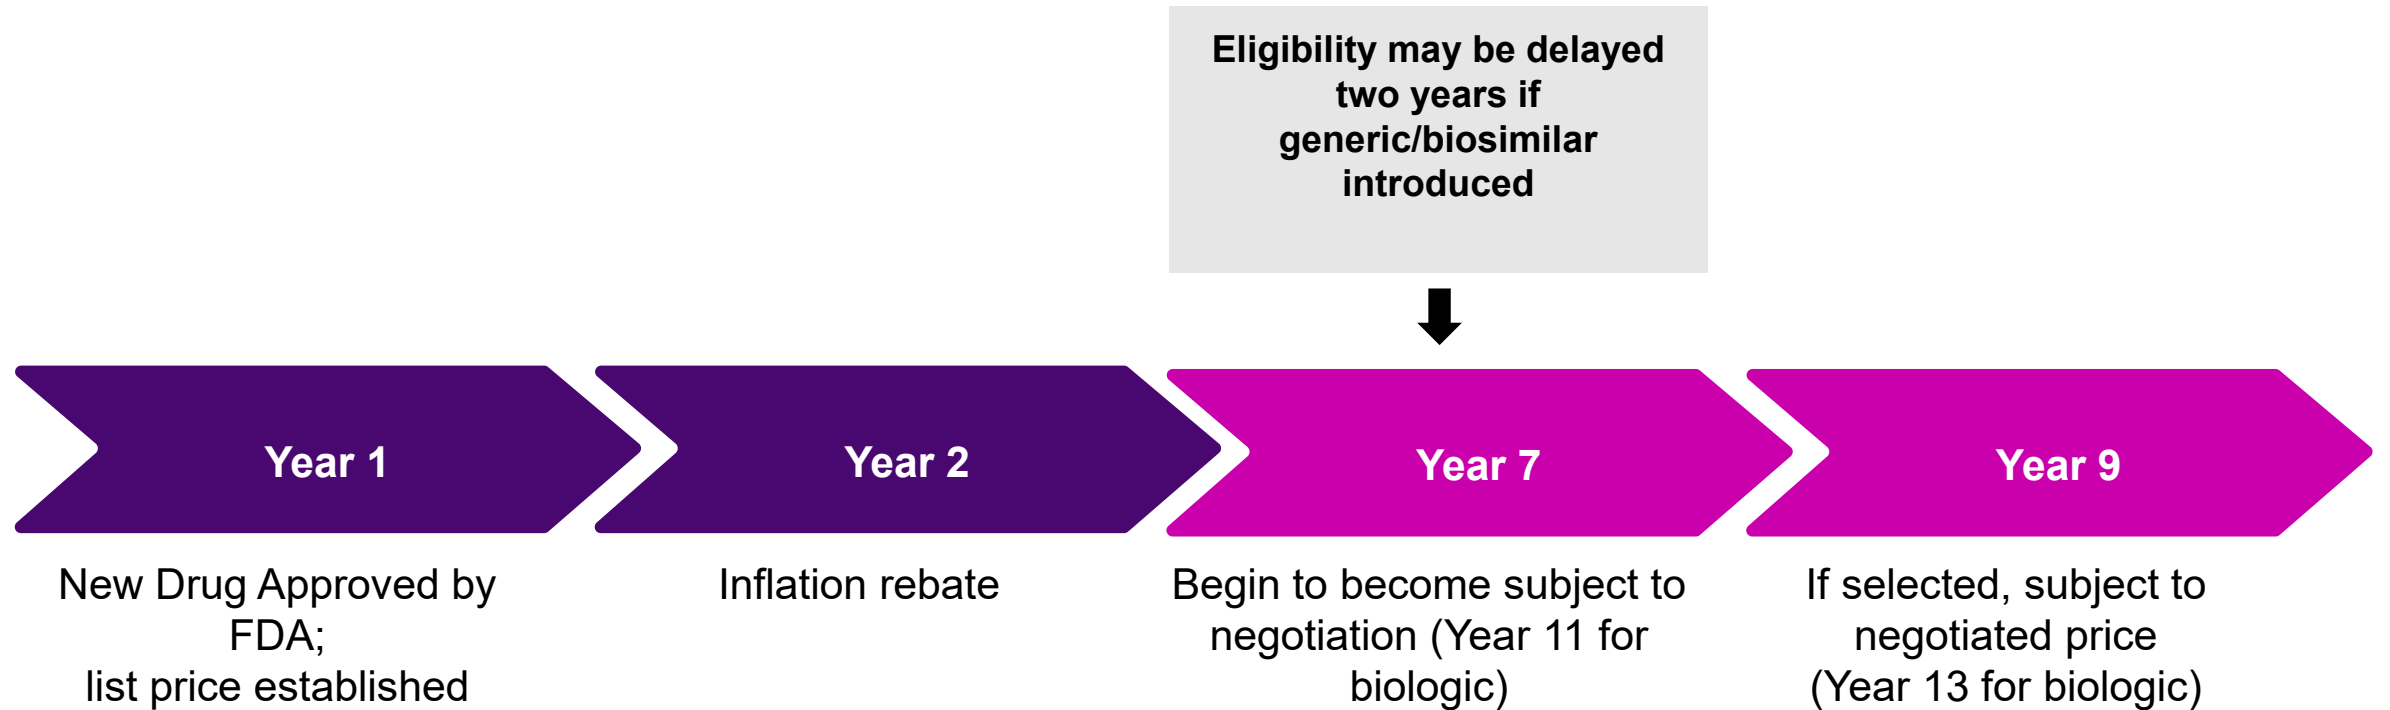 Eligibility may be delayed
two years if
generic/biosimilar
introduced
Year 1
Year 2
Year 7
Year 9
New Drug Approved by
FDA;
list price established
Inflation rebate
Begin to become subject to
negotiation (Year 11 for
biologic)
If selected, subject to
negotiated price
(Year 13 for biologic)